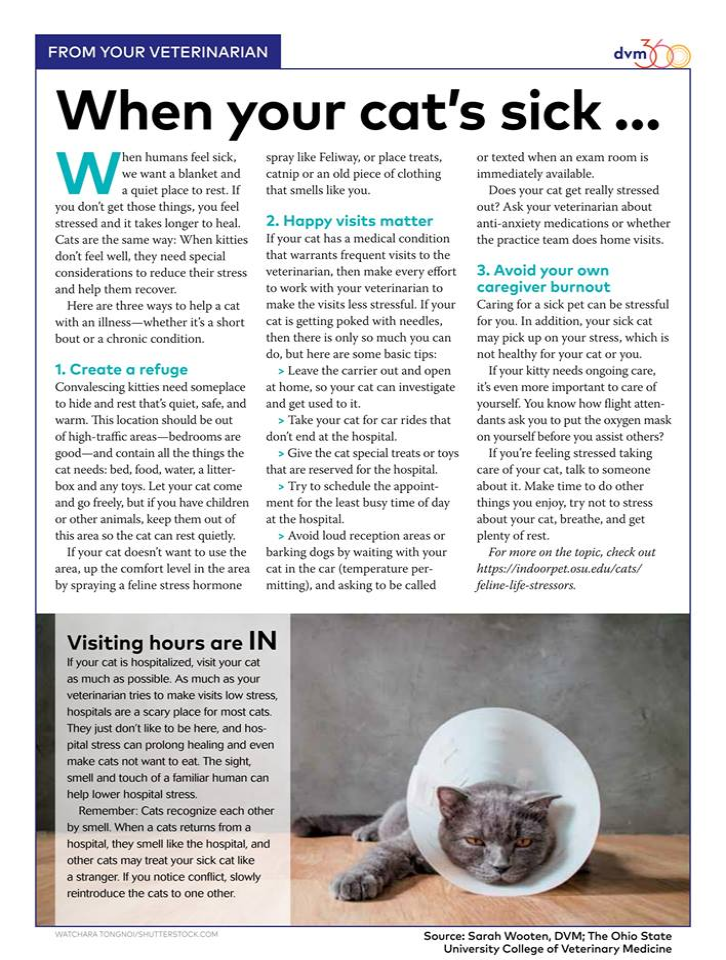 FROM YOUR VETERINARIAN
dvm360
When your cat's sick ...
When humans feel sick,
we want a blanket and
a quiet place to rest. If
you don't get those things, you feel
stressed and it takes longer to heal.
Cats are the same way: When kitties
don't feel well, they need special
considerations to reduce their stress
and help them recover.
Here are three ways to help a cat
with an illness—whether it's a short
bout or a chronic condition.
1. Create a refuge
Convalescing kitties need someplace
to hide and rest that's quiet, safe, and
warm. This location should be out
of high-traffic areas—bedrooms are
good—and contain all the things the
cat needs: bed, food, water, a litter-
box and any toys. Let your cat come
and go freely, but if you have children
or other animals, keep them out of
this area so the cat can rest quietly.
If your cat doesn't want to use the
area, up the comfort level in the area
by spraying a feline stress hormone
spray like Feliway, or place treats,
catnip or an old piece of clothing
that smells like you.
2. Happy visits matter
If your cat has a medical condition
that warrants frequent visits to the
veterinarian, then make every effort
to work with your veterinarian to
make the visits less stressful. If your
cat is getting poked with needles,
then there is only so much you can
do, but here are some basic tips:
> Leave the carrier out and open
at home, so your cat can investigate
and get used to it.
> Take your cat for car rides that
don't end at the hospital.
> Give the cat special treats or toys
that are reserved for the hospital.
> Try to schedule the appoint-
ment for the least busy time of day
at the hospital.
> Avoid loud reception areas or
barking dogs by waiting with your
cat in the car (temperature per-
mitting), and asking to be called
or texted when an exam room is
immediately available.
Does your cat get really stressed
out? Ask your veterinarian about
anti-anxiety medications or whether
the practice team does home visits.
3. Avoid your own
caregiver burnout
Caring for a sick pet can be stressful
for you. In addition, your sick cat
may pick up on your stress, which is
not healthy for your cat or you.
If your kitty needs ongoing care,
it's even more important to care of
yourself. You know how flight atten-
dants ask you to put the oxygen mask
on yourself before you assist others?
If you're feeling stressed taking
care of your cat, talk to someone
about it. Make time to do other
things you enjoy, try not to stress
about your cat, breathe, and get
plenty of rest.
For more on the topic, check out
https://indoorpet.osu.edu/cats/
feline-life-stressors.
Visiting hours are IN
If your cat is hospitalized, visit your cat
as much as possible. As much as your
veterinarian tries to make visits low stress,
hospitals are a scary place for most cats.
They just don't like to be here, and hos-
pital stress can prolong healing and even
make cats not want to eat. The sight,
smell and touch of a familiar human can
help lower hospital stress.
Remember: Cats recognize each other
by smell. When a cats returns from a
hospital, they smell like the hospital, and
other cats may treat your sick cat like
a stranger. If you notice conflict, slowly
reintroduce the cats to one other.
WATCHARA TONGNOI/SHUTTERSTOCK.COM
Source: Sarah Wooten, DVM; The Ohio State
University College of Veterinary Medicine